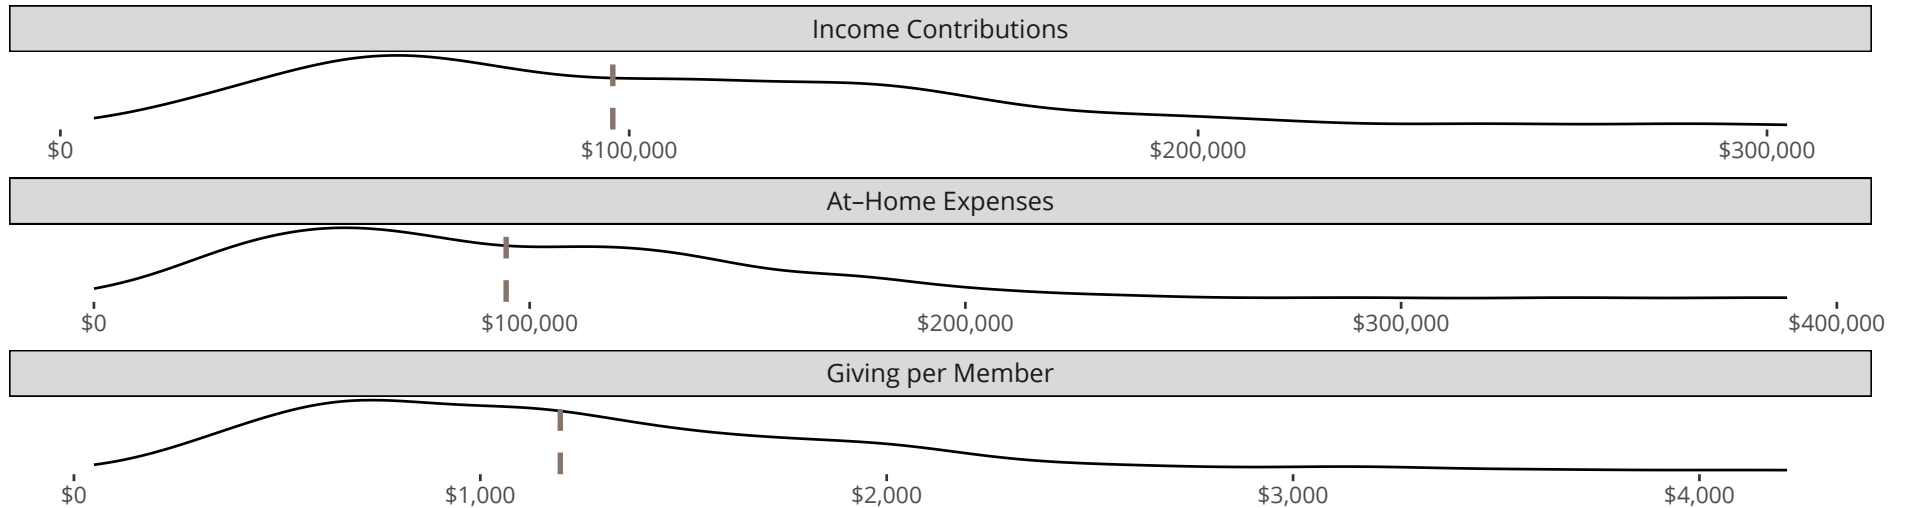 Income Contributions
$0 $100,000 $200,000 $300,000
At–Home Expenses
$0 $100,000 $200,000 $300,000 $400,000
Giving per Member
$0 $1,000 $2,000 $3,000 $4,000